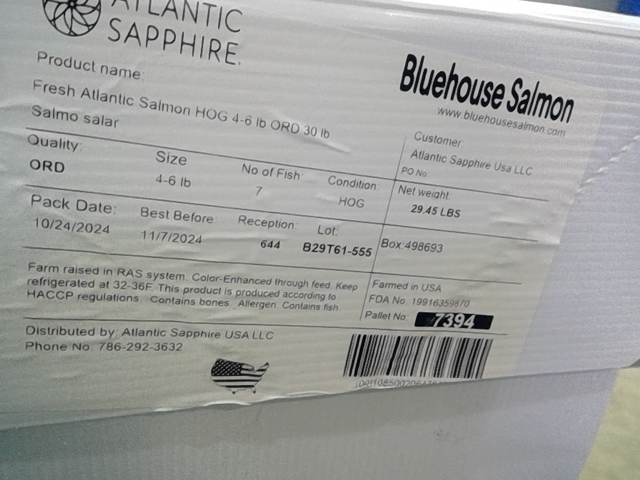 ATLANTIC
SAPPHIRE.
Bluehouse Salmon
www.bluehousesalmon.com
Product name:
Fresh Atlantic Salmon HOG 4-6 lb ORD 30 lb
Salmo salar
Customer
Atlantic Sapphire Usa LLC
PO No.
Quality: Size No of Fish Condition: Net weight
ORD 4-6 lb 7 HOG 29.45 LBS
Pack Date: Best Before Reception Lot: Box: 498693
10/24/2024 11/7/2024 644 B29T61-555
Farm raised in RAS system. Color-Enhanced through feed. Keep
refrigerated at 32-36F. This product is produced according to
HACCP regulations. Contains bones. Allergen. Contains fish
Farmed in USA
FDA No. 19916359870
Pallet No: 7394
Distributed by: Atlantic Sapphire USA LLC
Phone No. 786-292-3632